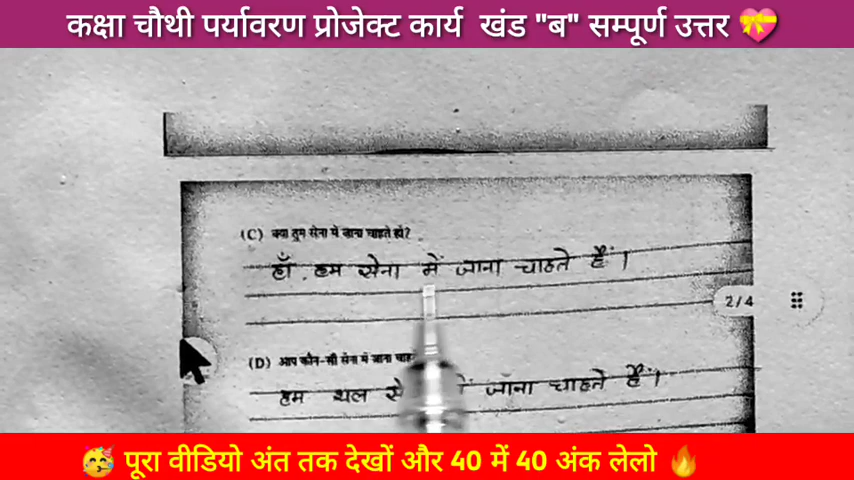 कक्षा चौथी पर्यावरण प्रोजेक्ट कार्य खंड "ब" सम्पूर्ण उत्तर
(C) क्या तुम सेना में जाना चाहते हो?
हाँ, हम सेना में जाना चाहते हैं।
2/4
(D) आप कौन-सी सेना में जाना
हम थल जाना चाहते हैं।
पूरा वीडियो अंत तक देखों और 40 में 40 अंक लेलो